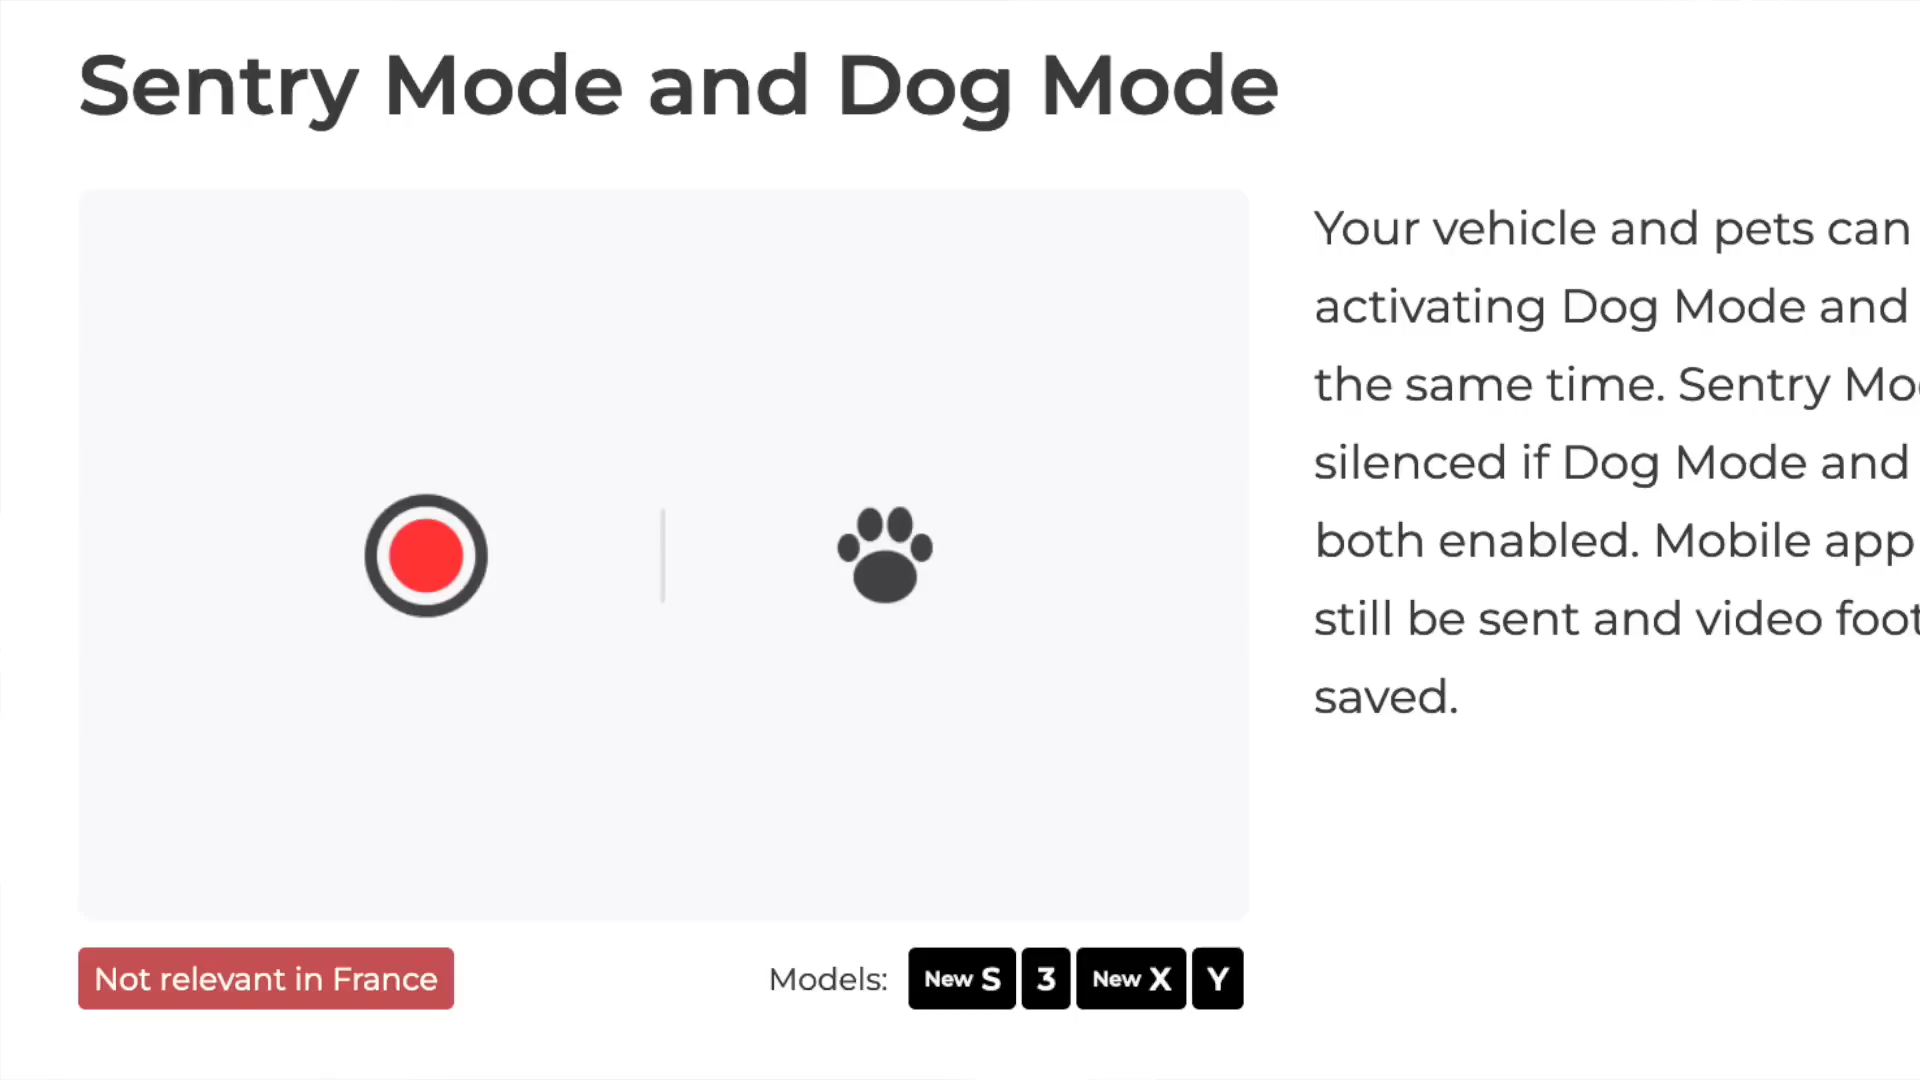 Sentry Mode and Dog Mode
Your vehicle and pets can
activating Dog Mode and
the same time. Sentry
silenced if Dog Mode and
both enabled. Mobile app
still be sent and video
saved.
Not relevant in France
Models: New S 3 New X Y